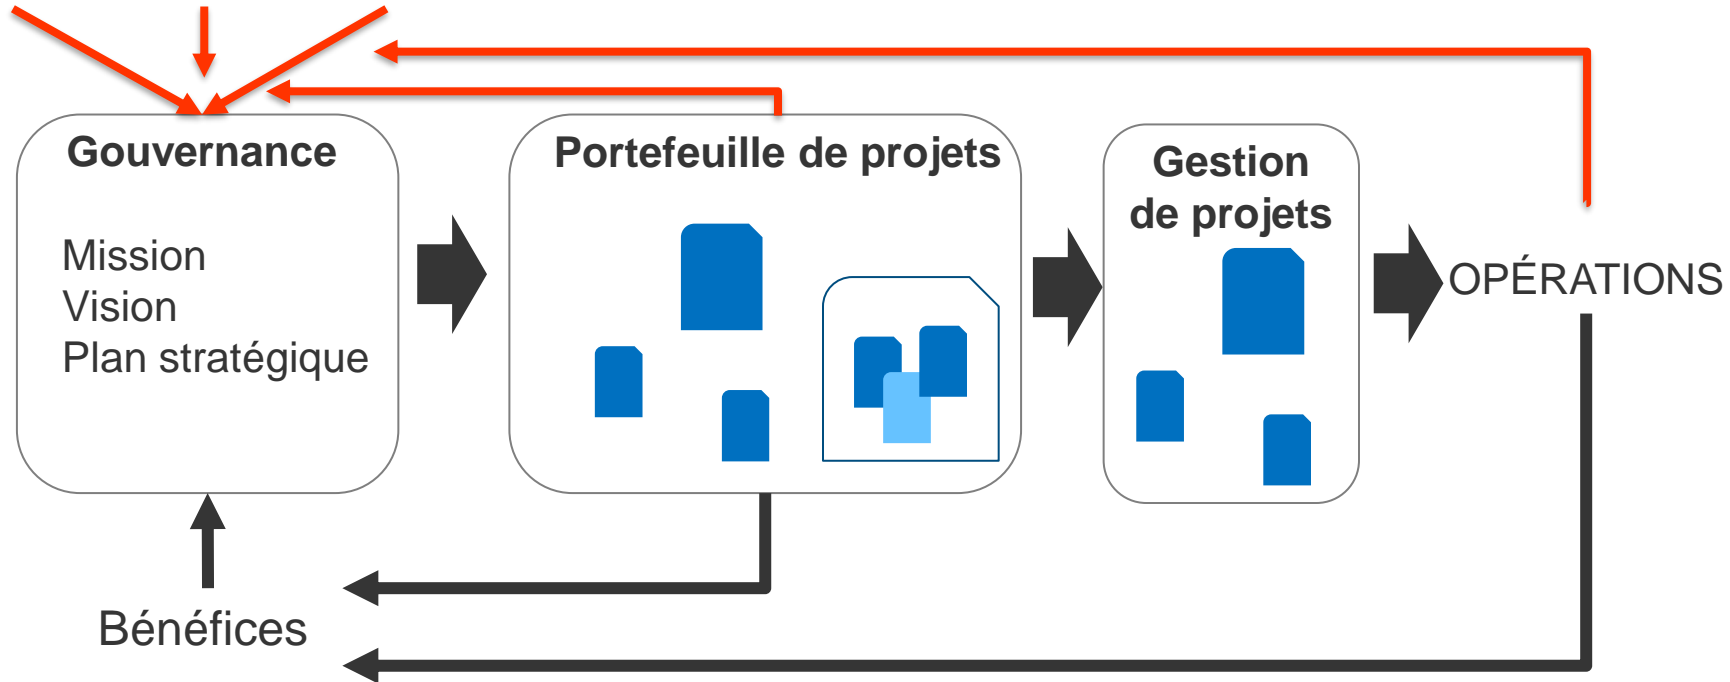 Gouvernance
Mission
Vision
Plan stratégique
Portefeuille de projets
Gestion
de projets
OPÉRATIONS
Bénéfices